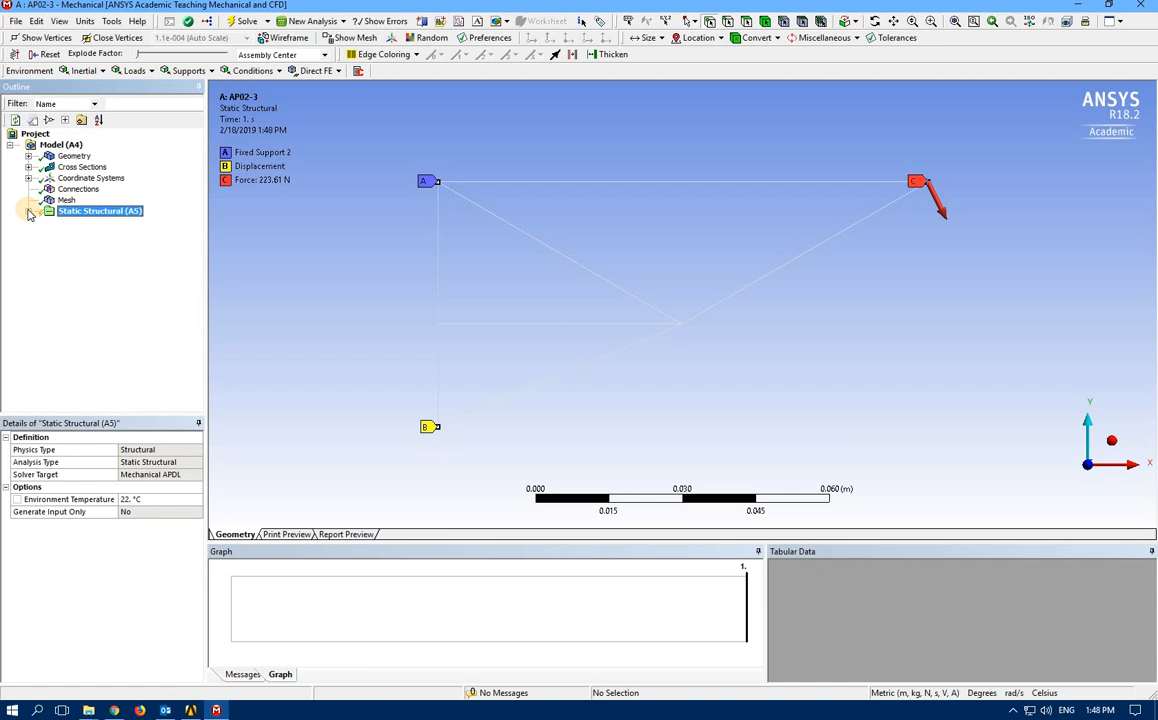 A : AP02-3 - Mechanical [ANSYS Academic Teaching Mechanical and CFD]
File Edit View Units Tools Help Solve New Analysis Show Errors Worksheet
Show Vertices Close Vertices 1.1e-004 (Auto Scale) Wireframe Show Mesh Random Preferences Size Location Convert Miscellaneous Tolerances
Reset Explode Factor: Assembly Center Edge Coloring Thicken
Environment Inertial Loads Supports Conditions Direct FE
Outline
Filter: Name
Project
Model (A4)
Geometry
Cross Sections
Coordinate Systems
Connections
Mesh
Static Structural (A5)
Details of "Static Structural (A5)"
Definition
Physics Type Structural
Analysis Type Static Structural
Solver Target Mechanical APDL
Options
Environment Temperature 22. °C
Generate Input Only No
A: AP02-3
Static Structural
Time: 1. s
2/18/2019 1:48 PM
A Fixed Support 2
B Displacement
C Force: 223.61 N
ANSYS
R18.2
Academic
A
C
B
Y
X
0.000 0.030 0.060 (m)
0.015 0.045
Geometry Print Preview Report Preview
Graph
1.
Messages Graph
Tabular Data
No Messages No Selection Metric (m, kg, N, s, V, A) Degrees rad/s Celsius
ENG 1:48 PM